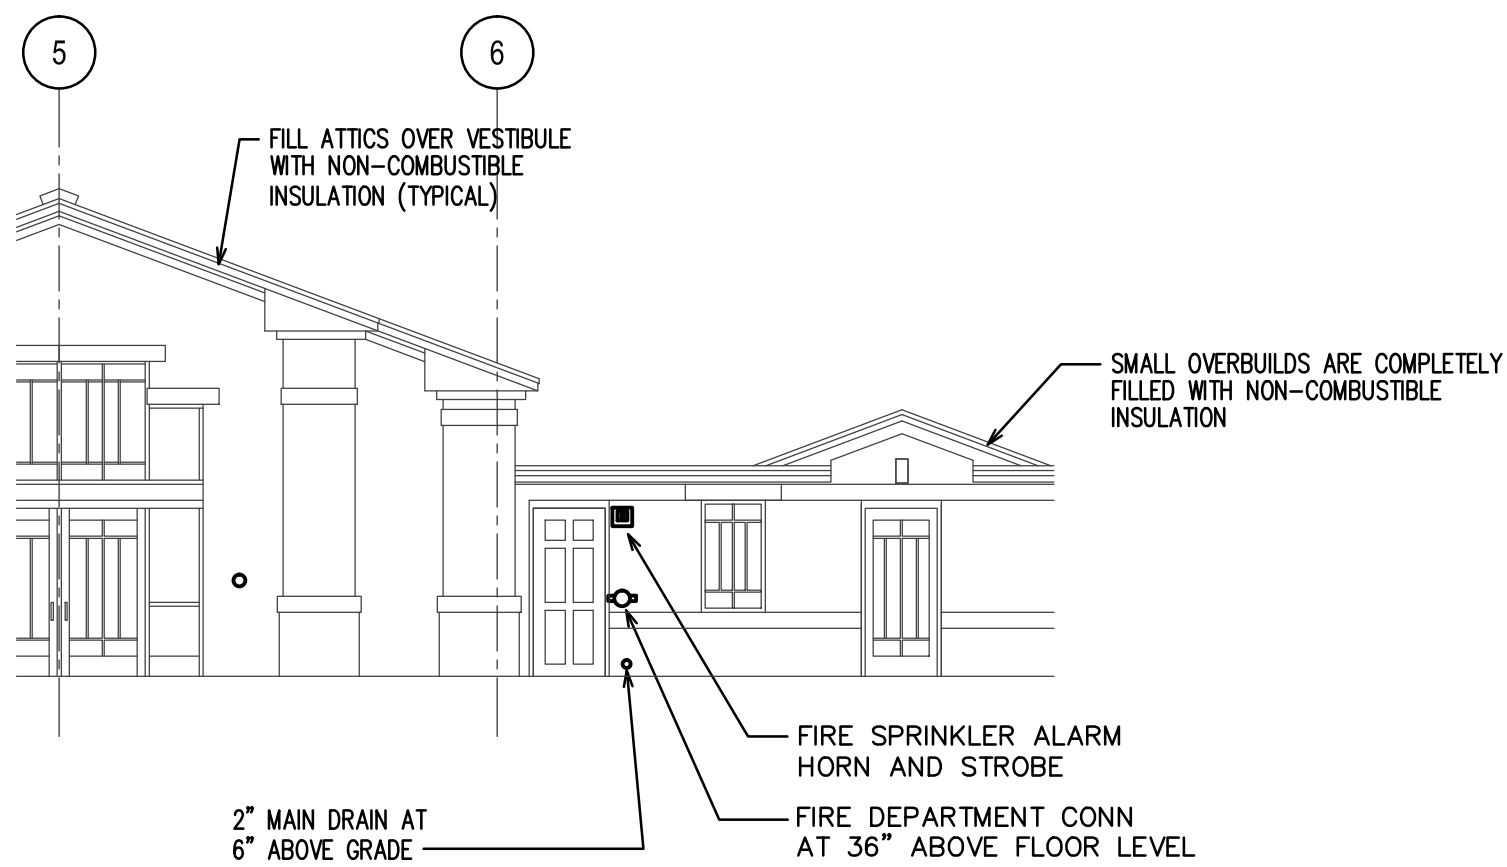 5
6
FILL ATTICS OVER VESTIBULE
WITH NON-COMBUSTIBLE
INSULATION (TYPICAL)
SMALL OVERBUILDS ARE COMPLETELY
FILLED WITH NON-COMBUSTIBLE
INSULATION
FIRE SPRINKLER ALARM
HORN AND STROBE
FIRE DEPARTMENT CONN
AT 36" ABOVE FLOOR LEVEL
2" MAIN DRAIN AT
6" ABOVE GRADE